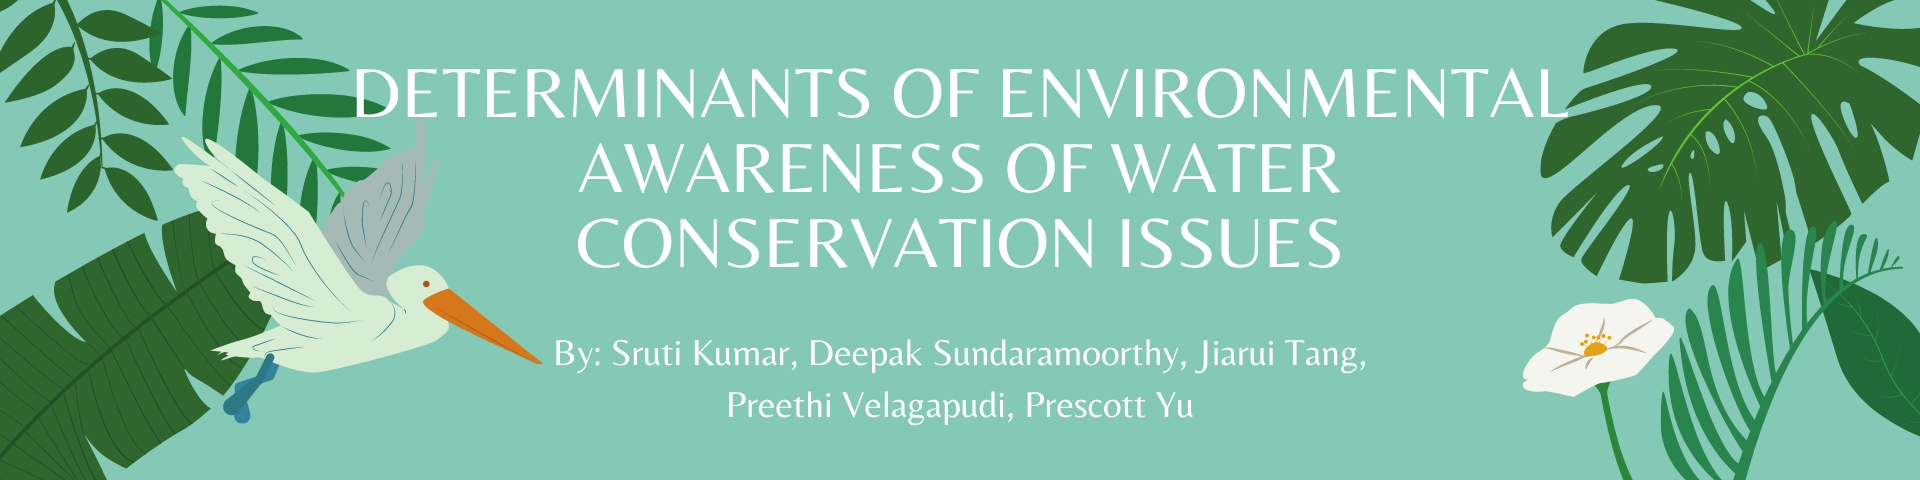 DETERMINANTS OF ENVIRONMENTAL
AWARENESS OF WATER
CONSERVATION ISSUES
By: Sruti Kumar, Deepak Sundaramoorthy, Jiarui Tang,
Preethi Velagapudi, Prescott Yu